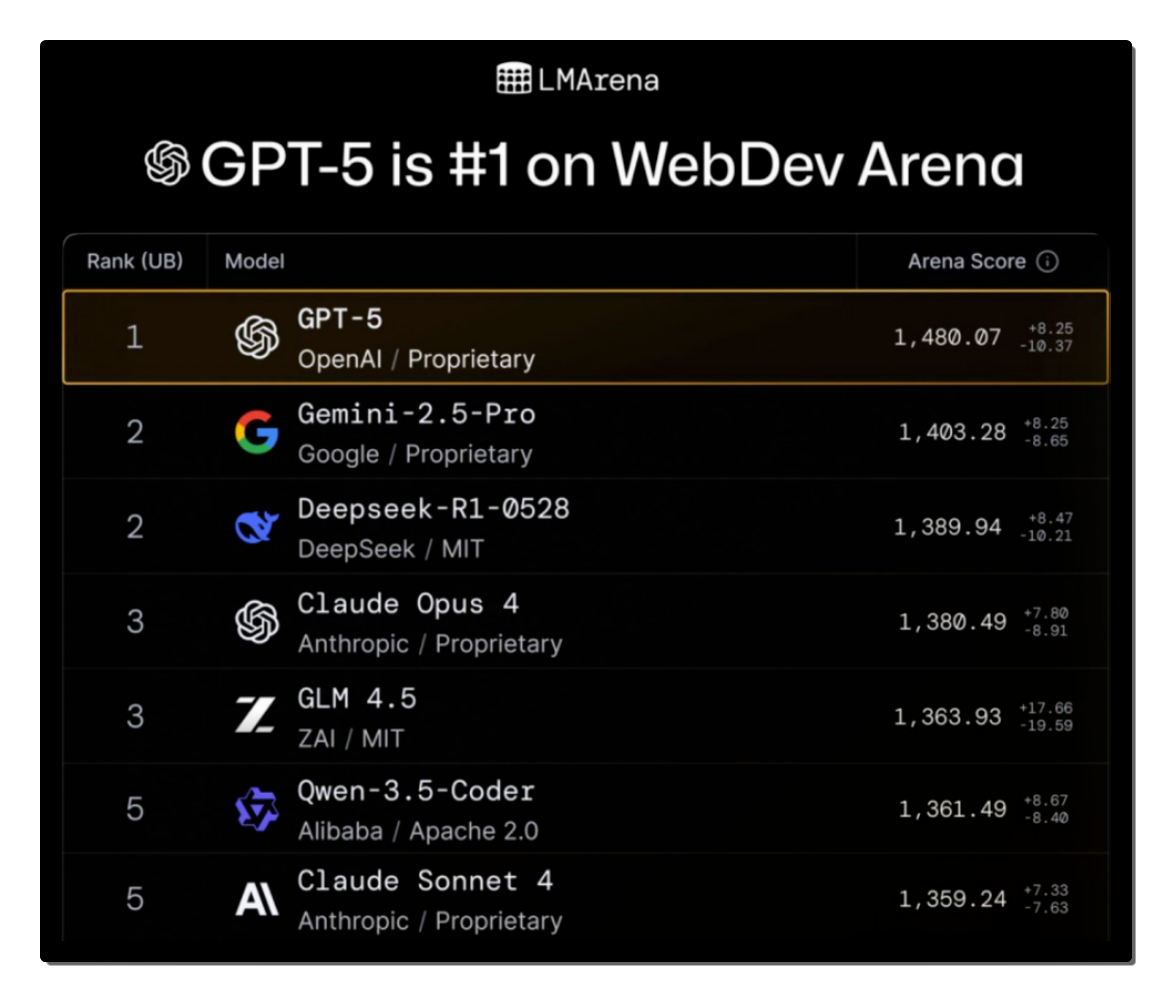 LMArena
GPT-5 is #1 on WebDev Arena
Rank (UB) Model Arena Score
1 GPT-5 1,480.07 +8.25 -10.37
OpenAI / Proprietary
2 Gemini-2.5-Pro 1,403.28 +8.25 -8.65
Google / Proprietary
2 Deepseek-R1-0528 1,389.94 +8.47 -10.21
DeepSeek / MIT
3 Claude Opus 4 1,380.49 +7.80 -8.91
Anthropic / Proprietary
3 GLM 4.5 1,363.93 +17.66 -19.59
ZAI / MIT
5 Qwen-3.5-Coder 1,361.49 +8.67 -8.40
Alibaba / Apache 2.0
5 Claude Sonnet 4 1,359.24 +7.33 -7.63
Anthropic / Proprietary